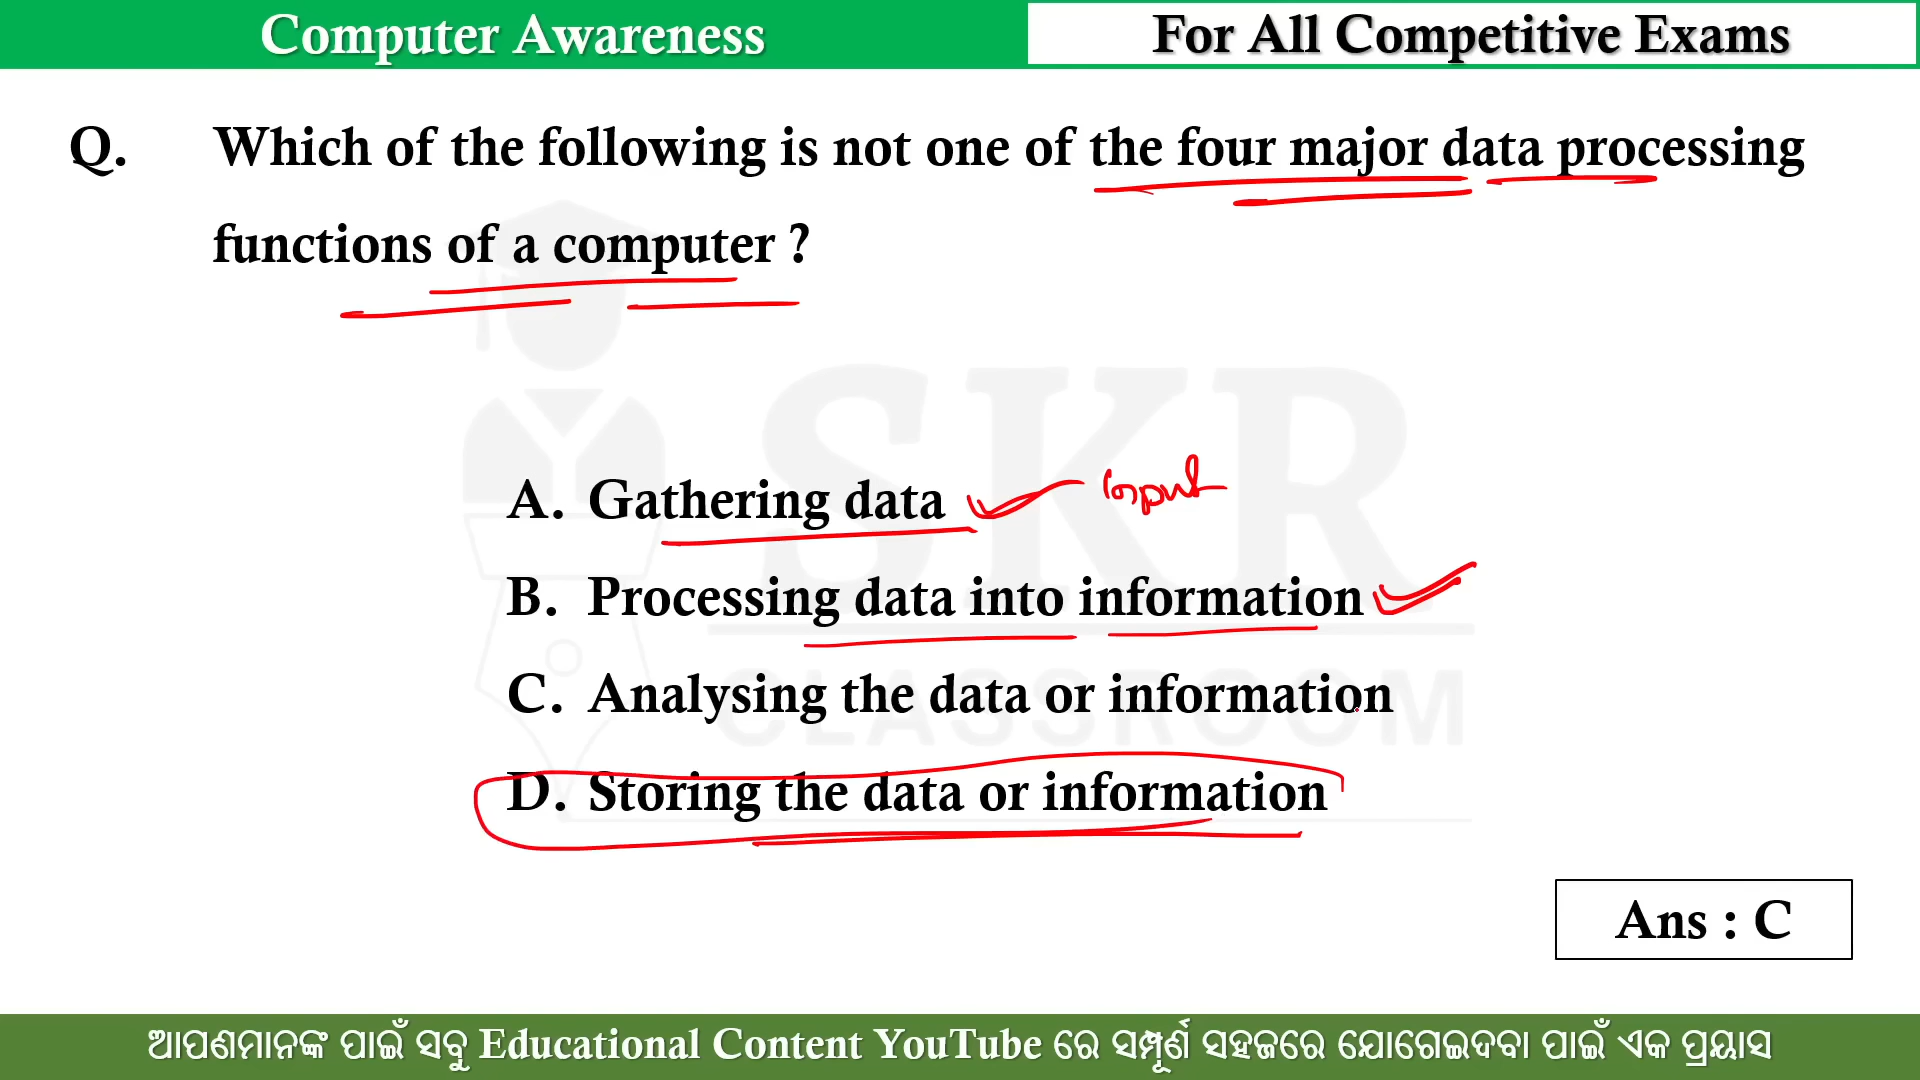 Computer Awareness
For All Competitive Exams
Q. Which of the following is not one of the four major data processing
functions of a computer ?
A. Gathering data input
B. Processing data into information
C. Analysing the data or information
D. Storing the data or information
SKR
CLASSROOM
Ans : C
ଆପଣମାନଙ୍କ ପାଇଁ ସବୁ Educational Content YouTube ରେ ସମ୍ପୂର୍ଣ ସହଜରେ ଯୋଗେଇଦବା ପାଇଁ ଏକ ପ୍ରୟାସ